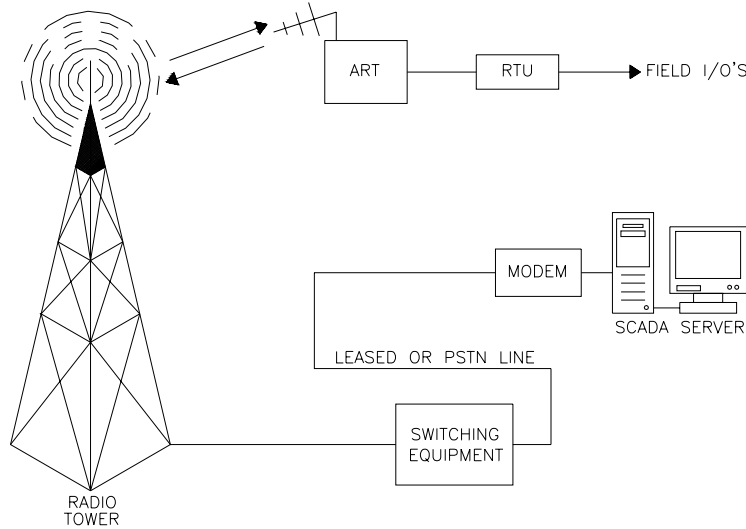 ART
RTU
FIELD I/O'S
MODEM
SCADA SERVER
LEASED OR PSTN LINE
SWITCHING
EQUIPMENT
RADIO
TOWER